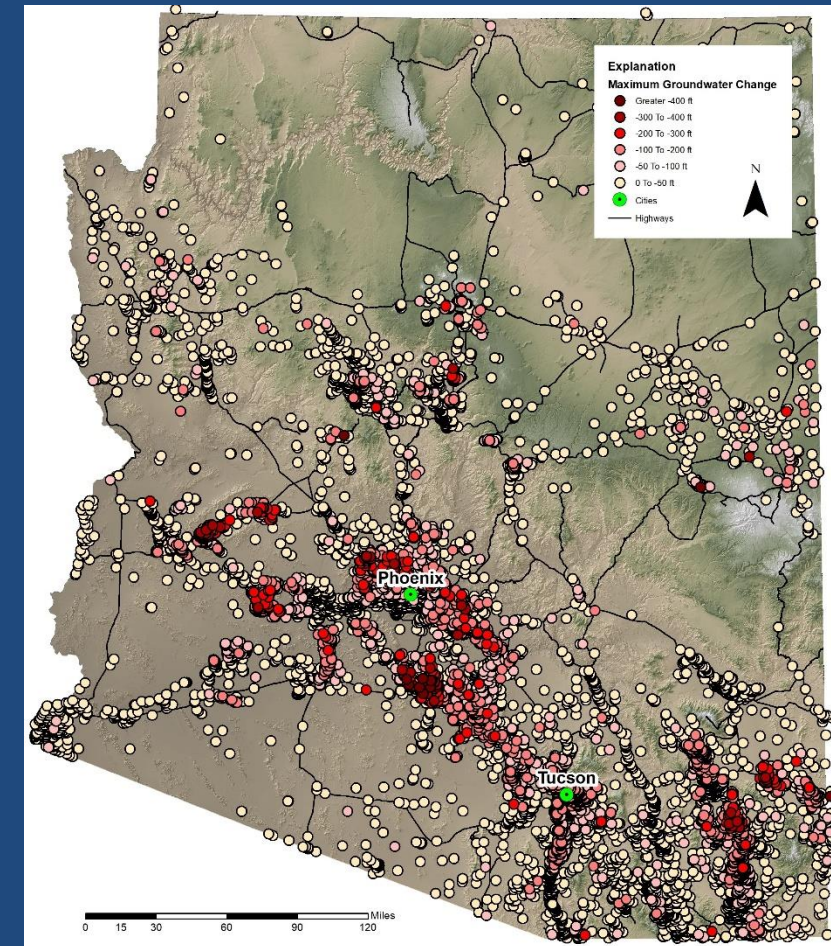 Explanation
Maximum Groundwater Change
Greater -400 ft
-300 To -400 ft
-200 To -300 ft
-100 To -200 ft
-50 To -100 ft
0 To -50 ft
Cities
Highways
N
Phoenix
Tucson
Miles
0 15 30 60 90 120